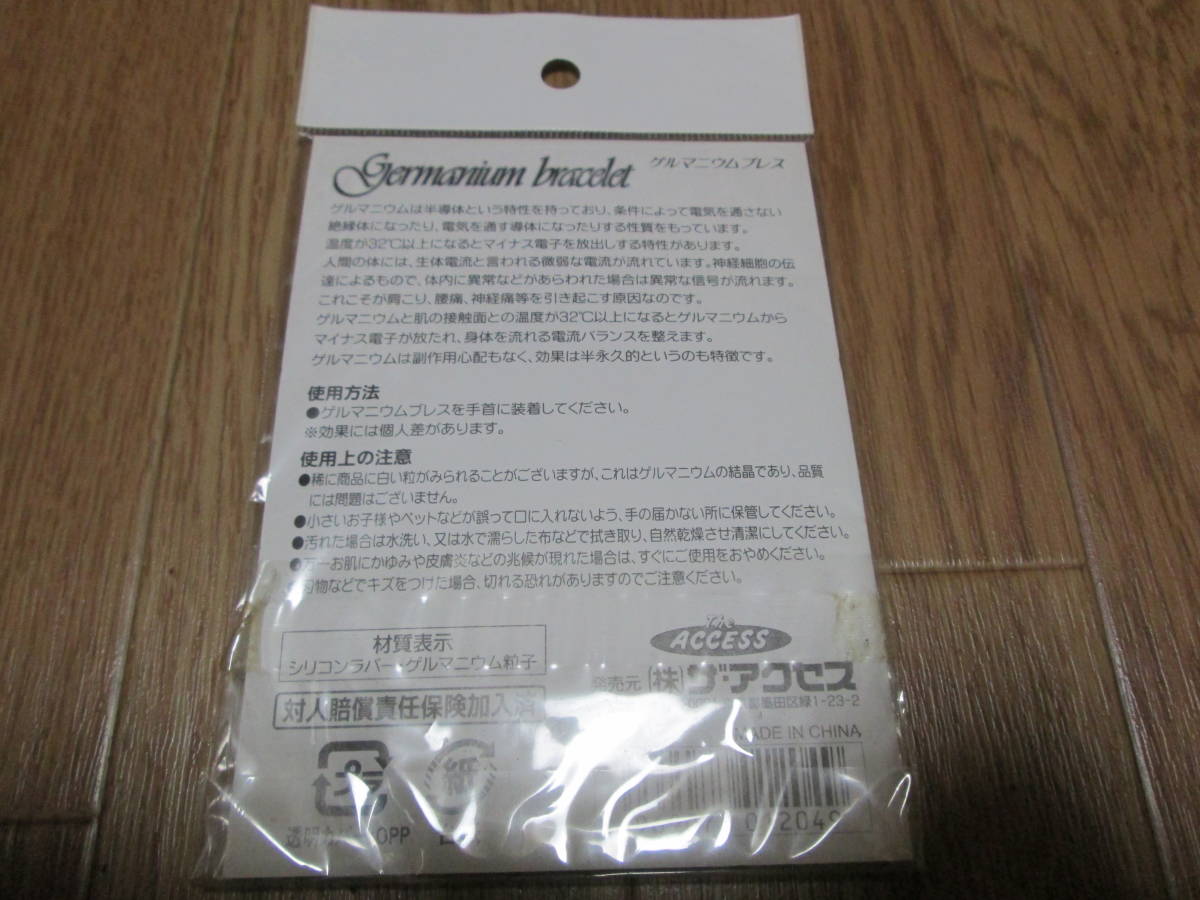 Germanium bracelet ゲルマニウムブレス
ゲルマニウムは半導体という特性を持っており、条件によって電気を通さない
絶縁体になったり、電気を通す導体になったりする性質をもっています。
温度が32℃以上になるとマイナス電子を放出しする特性があります。
人間の体には、生体電流と言われる微弱な電流が流れています。神経細胞の伝
達によるもので、体内に異常などがあらわれた場合は異常な信号が流れます。
これこそが肩こり、腰痛、神経痛等を引き起こす原因なのです。
ゲルマニウムと肌の接触面との温度が32℃以上になるとゲルマニウムから
マイナス電子が放たれ、身体を流れる電流バランスを整えます。
ゲルマニウムは副作用心配もなく、効果は半永久的というのも特徴です。
使用方法
●ゲルマニウムブレスを手首に装着してください。
※効果には個人差があります。
使用上の注意
●稀に商品に白い粒がみられることがございますが、これはゲルマニウムの結晶であり、品質
には問題はございません。
●小さいお子様やペットなどが誤って口に入れないよう、手の届かない所に保管してください。
●汚れた場合は水洗い、又は水で濡らした布などで拭き取り、自然乾燥させ清潔にしてください。
●万一お肌にかゆみや皮膚炎などの兆候が現れた場合は、すぐにご使用をおやめください。
刃物などでキズをつけた場合、切れる恐れがありますのでご注意ください。
材質表示
シリコンラバー・ゲルマニウム粒子
対人賠償責任保険加入済
The
ACCESS
発売元 (株)ザ・アクセス
墨田区緑1-23-2
MADE IN CHINA
プラ
紙
OPP